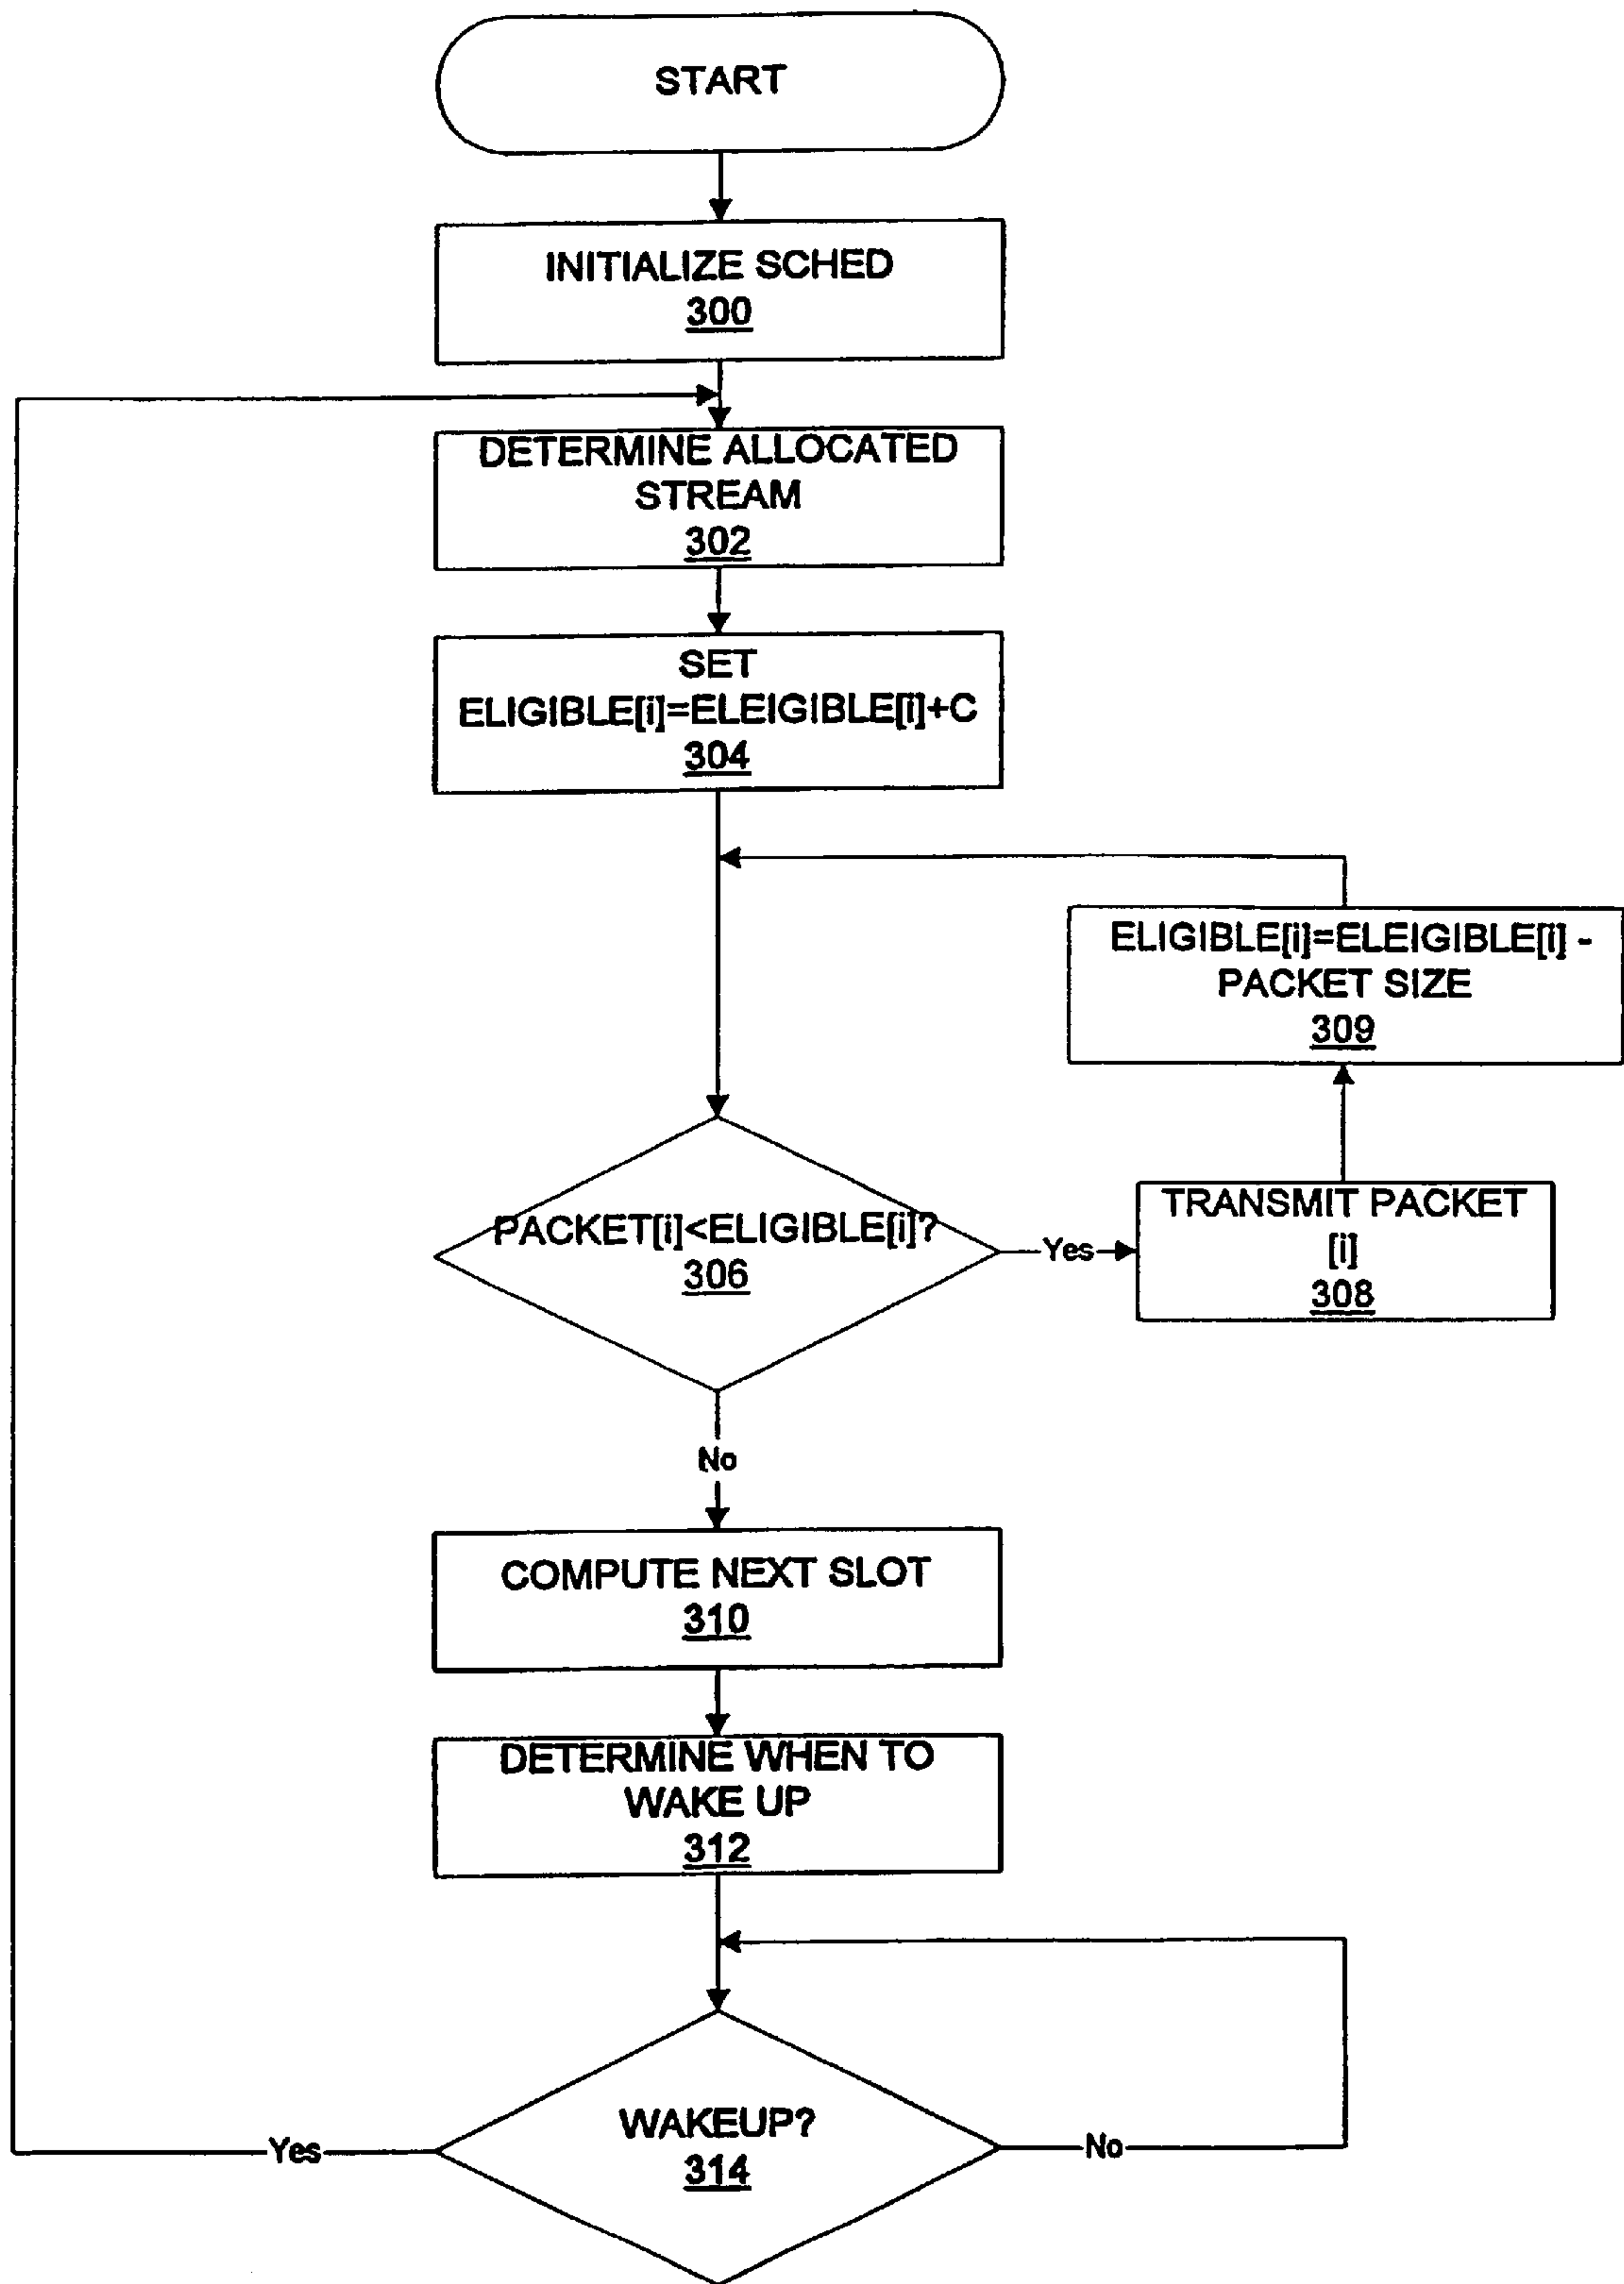 START
INITIALIZE SCHED
300
DETERMINE ALLOCATED
STREAM
302
SET
ELIGIBLE[i]=ELEIGIBLE[i]+C
304
ELIGIBLE[i]=ELEIGIBLE[i] -
PACKET SIZE
309
PACKET[i]<ELIGIBLE[i]?
306
Yes
TRANSMIT PACKET
[i]
308
No
COMPUTE NEXT SLOT
310
DETERMINE WHEN TO
WAKE UP
312
WAKEUP?
314
Yes
No